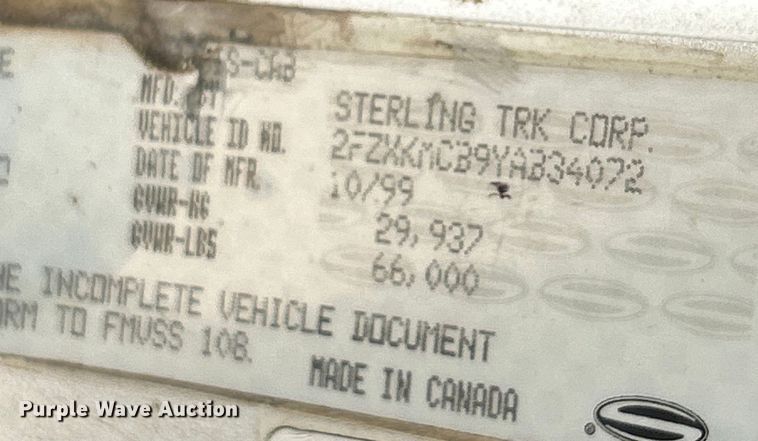 S-CAB
MFD. BY STERLING TRK CORP.
VEHICLE ID NO. 2FZXKMCB9YAB34072
DATE OF MFR. 10/99
GVWR-KG 29,937
GVWR-LBS 66,000
INCOMPLETE VEHICLE DOCUMENT
TO FMVSS 108.
MADE IN CANADA
Purple Wave Auction
®